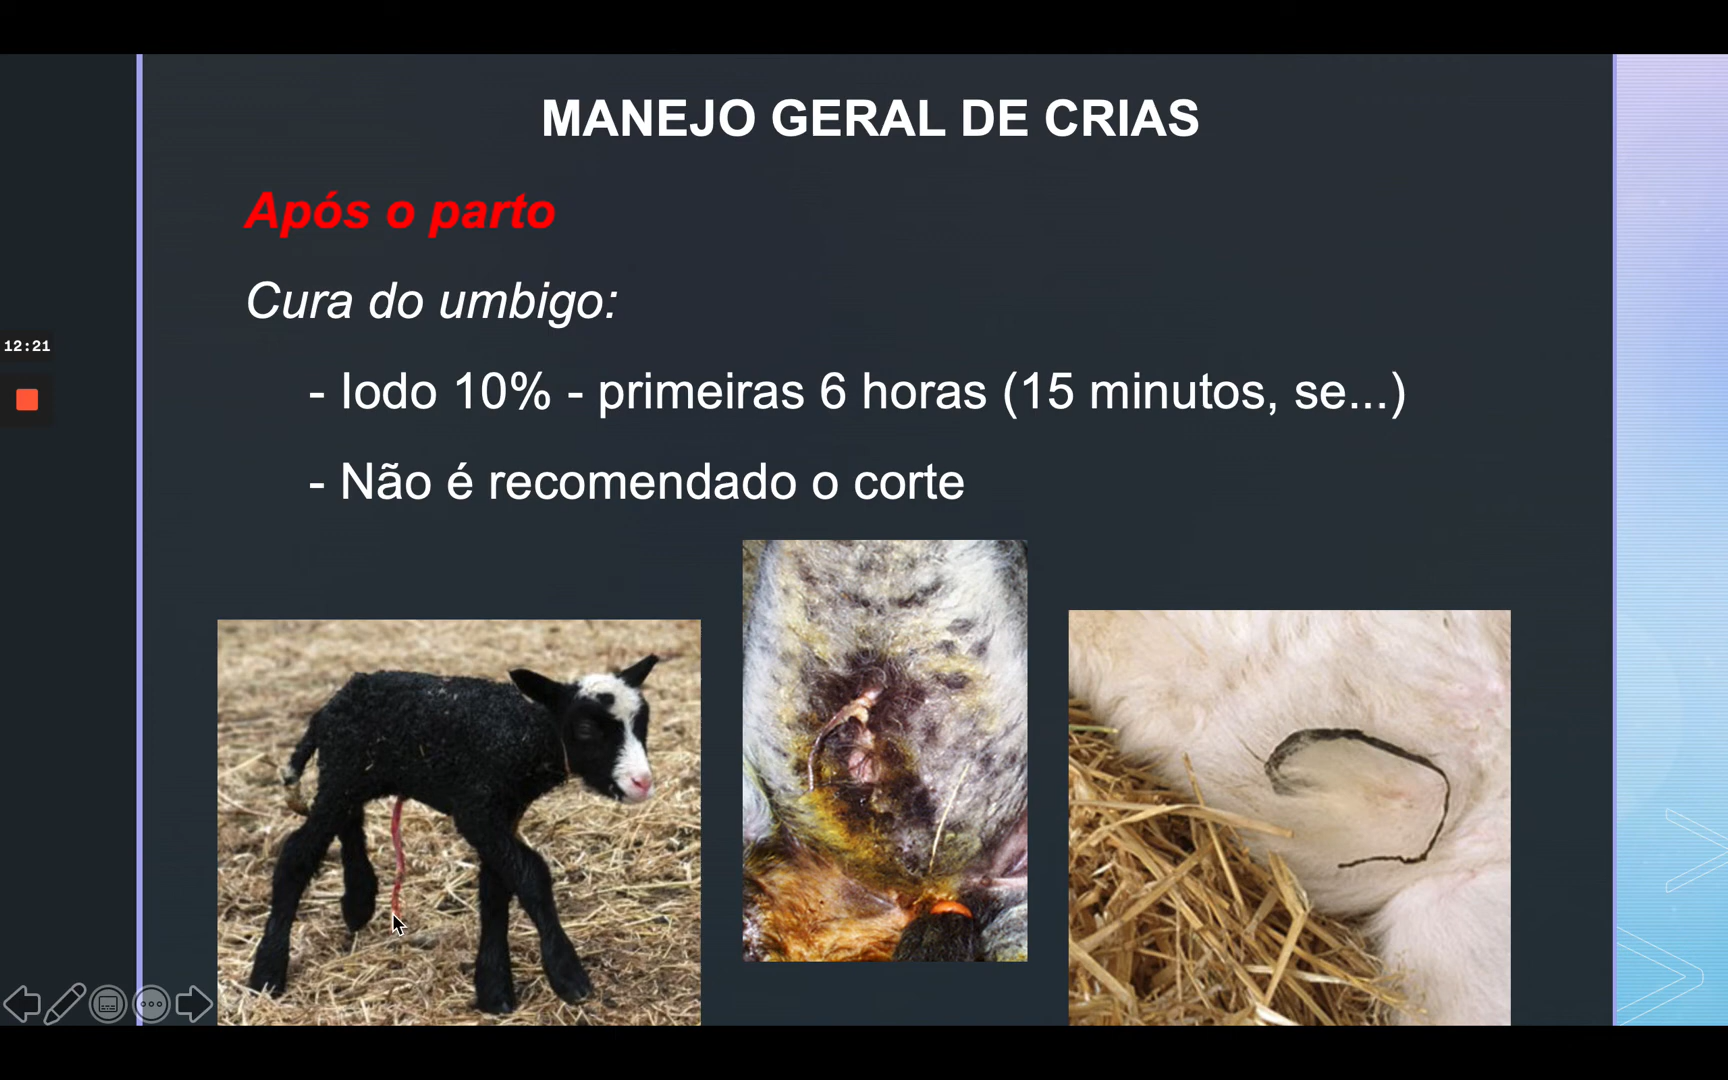 MANEJO GERAL DE CRIAS
Após o parto
Cura do umbigo:
- Iodo 10% - primeiras 6 horas (15 minutos, se...)
12:21
- Não é recomendado o corte